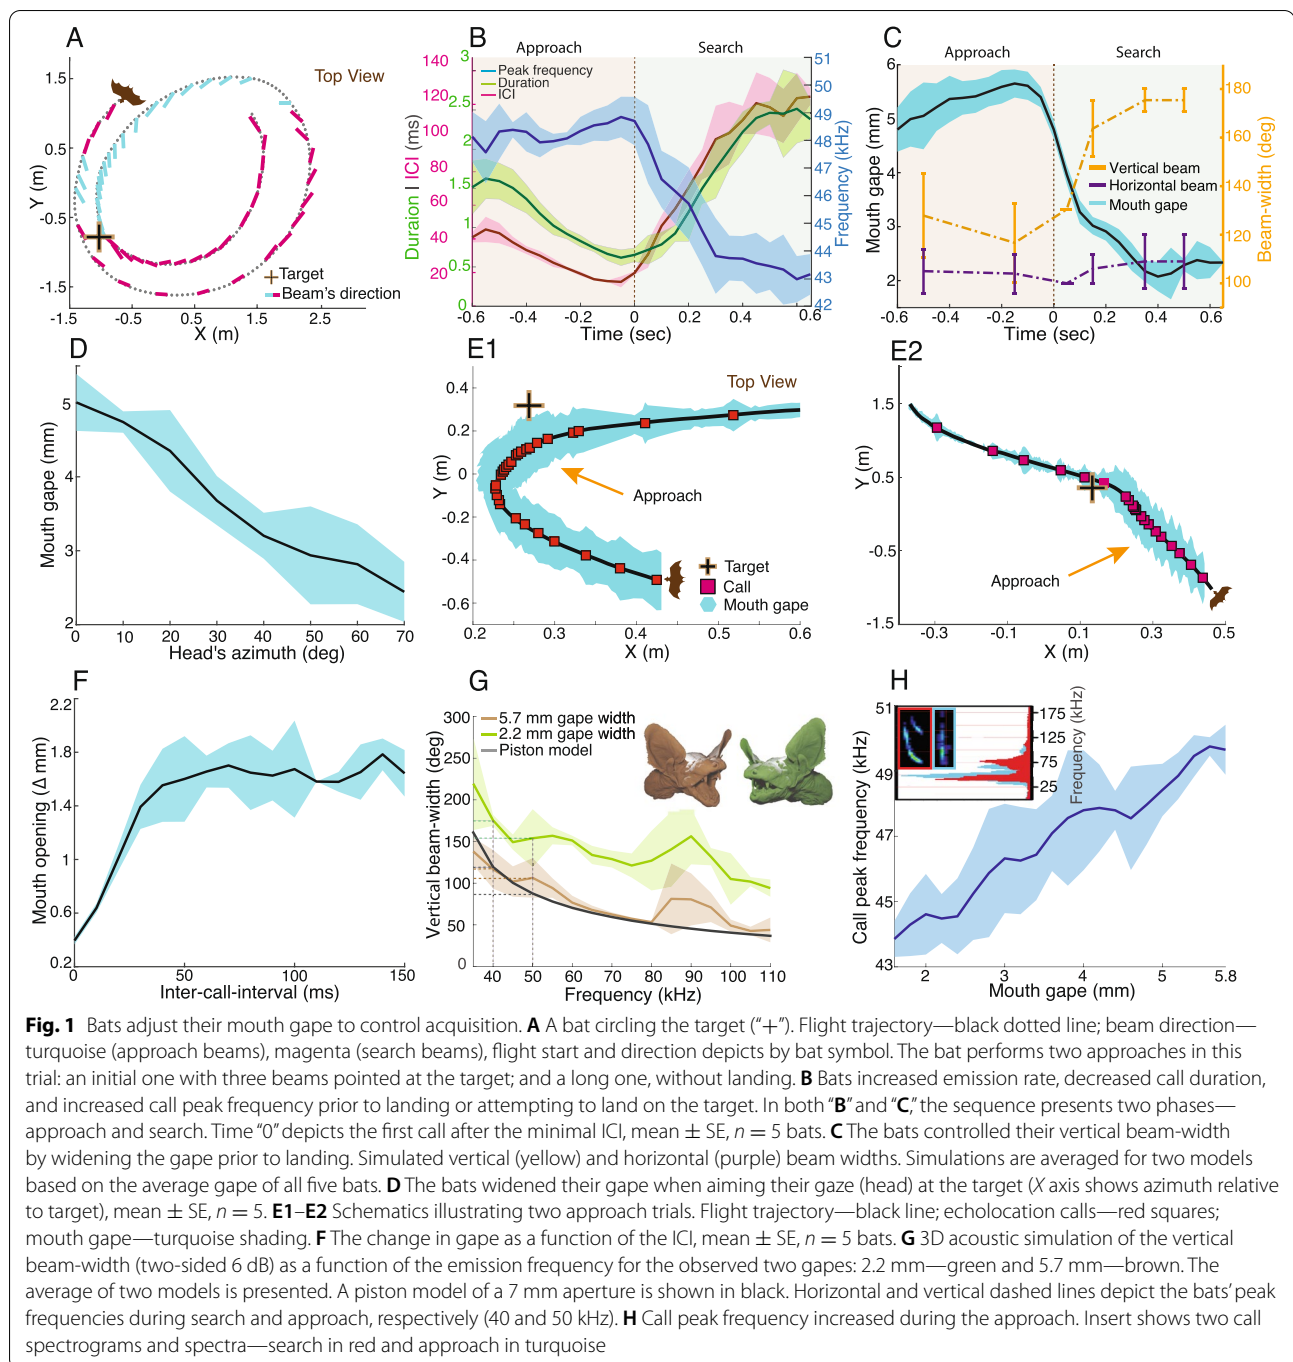 A
Top View
1.5
0.5
-0.5
-1.5
Y (m)
-1.5
-0.5
0.5
1.5
2.5
X (m)
Target
Beam's direction
B
Approach
Search
Peak frequency
Duration
ICI
Duraion I ICI (ms)
140
120
100
80
60
40
20
3
2.5
2
1.5
1
0.5
0
51
50
49
48
47
46
45
44
43
42
Frequency (kHz)
-0.6
-0.4
-0.2
0
0.2
0.4
0.6
Time (sec)
C
Approach
Search
6
5
4
3
2
Mouth gape (mm)
Vertical beam
Horizontal beam
Mouth gape
180
160
140
120
100
Beam-width (deg)
-0.6
-0.4
-0.2
0
0.2
0.4
0.6
Time (sec)
D
5
4
3
2
Mouth gape (mm)
0
10
20
30
40
50
60
70
Head's azimuth (deg)
E1
Top View
0.4
0.2
0
-0.2
-0.4
-0.6
Y (m)
Approach
Target
Call
Mouth gape
0.2
0.3
0.4
0.5
0.6
X (m)
E2
1.5
0.5
-0.5
-1.5
Y (m)
Approach
-0.3
-0.1
0.1
0.3
0.5
X (m)
F
2.2
1.8
1.4
1
0.6
0.2
Mouth opening (Δ mm)
0
50
100
150
Inter-call-interval (ms)
G
300
250
200
150
100
50
0
Vertical beam-width (deg)
5.7 mm gape width
2.2 mm gape width
Piston model
40
50
60
70
80
90
100
110
Frequency (kHz)
H
51
49
47
45
43
Call peak frequency (kHz)
175
125
75
25
Frequency (kHz)
2
3
4
5
5.8
Mouth gape (mm)
Fig. 1 Bats adjust their mouth gape to control acquisition. A A bat circling the target (“+”). Flight trajectory—black dotted line; beam direction—
turquoise (approach beams), magenta (search beams), flight start and direction depicts by bat symbol. The bat performs two approaches in this
trial: an initial one with three beams pointed at the target; and a long one, without landing. B Bats increased emission rate, decreased call duration,
and increased call peak frequency prior to landing or attempting to land on the target. In both “B” and “C,” the sequence presents two phases—
approach and search. Time “0” depicts the first call after the minimal ICI, mean ± SE, n = 5 bats. C The bats controlled their vertical beam-width
by widening the gape prior to landing. Simulated vertical (yellow) and horizontal (purple) beam widths. Simulations are averaged for two models
based on the average gape of all five bats. D The bats widened their gape when aiming their gaze (head) at the target (X axis shows azimuth relative
to target), mean ± SE, n = 5. E1–E2 Schematics illustrating two approach trials. Flight trajectory—black line; echolocation calls—red squares;
mouth gape—turquoise shading. F The change in gape as a function of the ICI, mean ± SE, n = 5 bats. G 3D acoustic simulation of the vertical
beam-width (two-sided 6 dB) as a function of the emission frequency for the observed two gapes: 2.2 mm—green and 5.7 mm—brown. The
average of two models is presented. A piston model of a 7 mm aperture is shown in black. Horizontal and vertical dashed lines depict the bats’ peak
frequencies during search and approach, respectively (40 and 50 kHz). H Call peak frequency increased during the approach. Insert shows two call
spectrograms and spectra—search in red and approach in turquoise